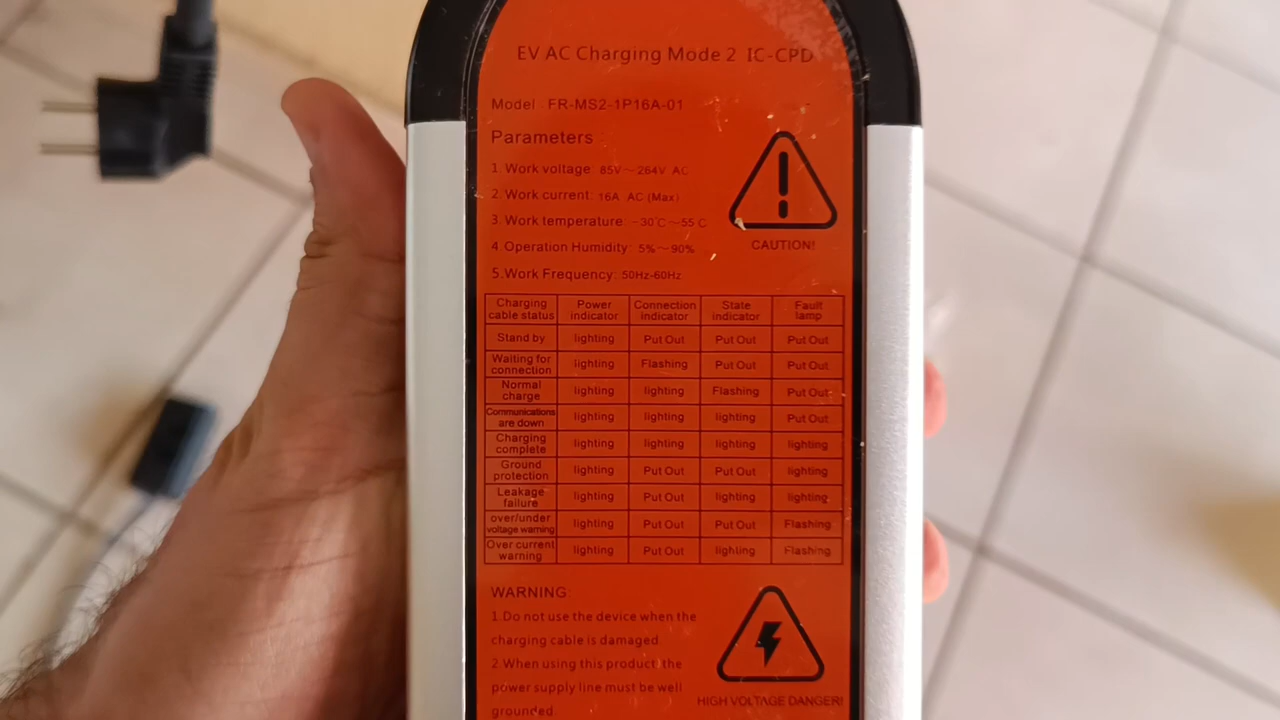 EV AC Charging Mode 2 IC-CPD
Model : FR-MS2-1P16A-01
Parameters
1. Work voltage: 85V~264V AC
2. Work current: 16A AC (Max)
3. Work temperature: -30℃~55℃
4. Operation Humidity: 5%~90%
5.Work Frequency: 50Hz-60Hz
CAUTION!
Charging cable status Power indicator Connection indicator State indicator Fault lamp
Stand by lighting Put Out Put Out Put Out
Waiting for connection lighting Flashing Put Out Put Out
Normal charge lighting lighting Flashing Put Out
Communications are down lighting lighting lighting Put Out
Charging complete lighting lighting lighting lighting
Ground protection lighting Put Out Put Out lighting
Leakage failure lighting Put Out lighting lighting
over/under voltage warning lighting Put Out Put Out Flashing
Over current warning lighting Put Out lighting Flashing
WARNING:
1.Do not use the device when the
charging cable is damaged
2.When using this product, the
power supply line must be well
grounded
HIGH VOLTAGE DANGER!